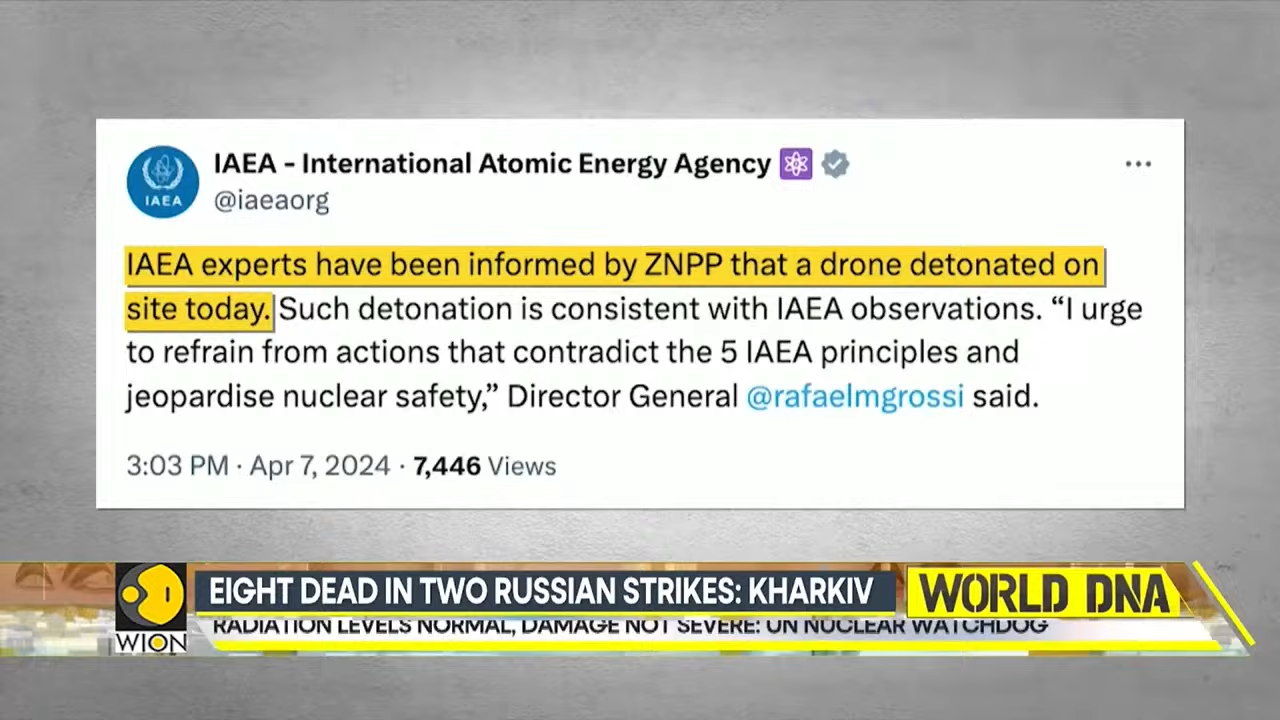 IAEA - International Atomic Energy Agency
@iaeaorg
IAEA
IAEA experts have been informed by ZNPP that a drone detonated on
site today. Such detonation is consistent with IAEA observations. “I urge
to refrain from actions that contradict the 5 IAEA principles and
jeopardise nuclear safety,” Director General @rafaelmgrossi said.
3:03 PM · Apr 7, 2024 · 7,446 Views
EIGHT DEAD IN TWO RUSSIAN STRIKES: KHARKIV
WORLD DNA
RADIATION LEVELS NORMAL, DAMAGE NOT SEVERE: UN NUCLEAR WATCHDOG
WION